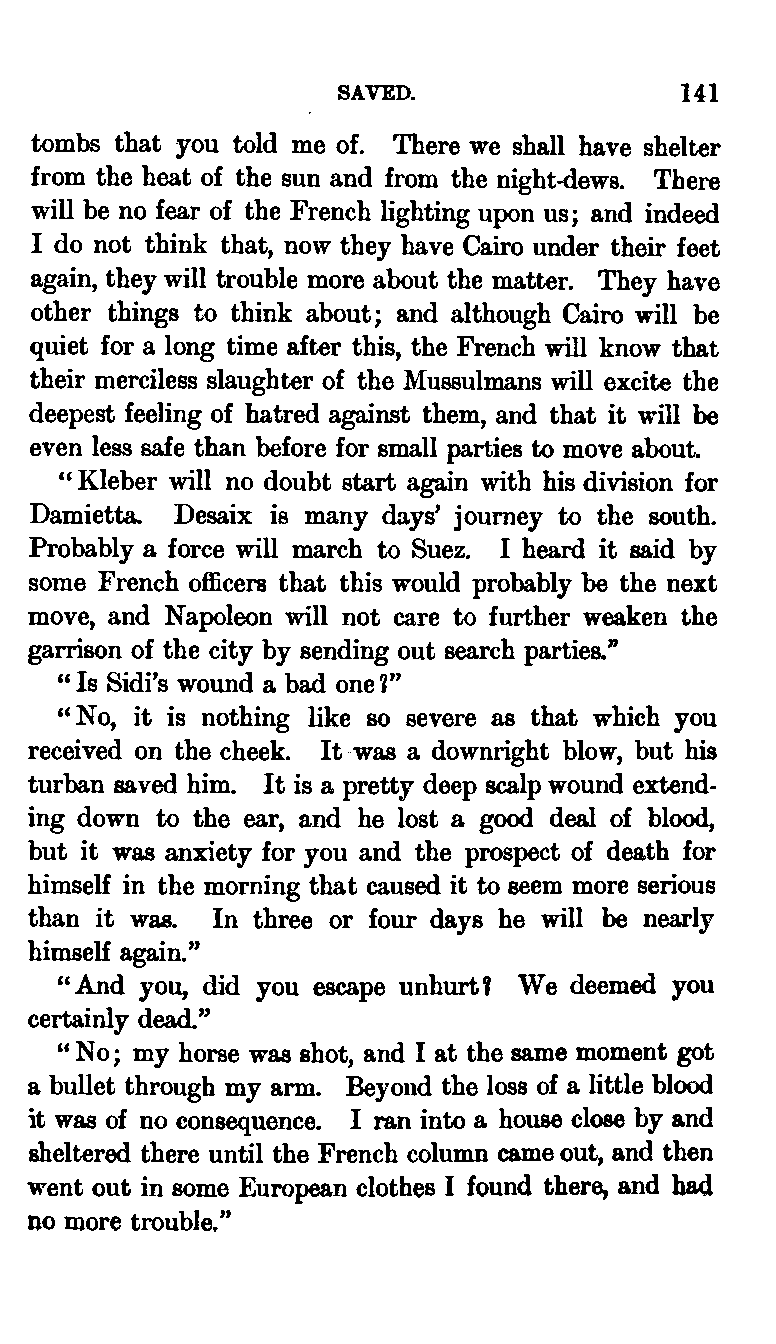 SAVED. 141
tombs that you told me of. There we shall have shelter
from the heat of the sun and from the night-dews. There
will be no fear of the French lighting upon us; and indeed
I do not think that, now they have Cairo under their feet
again, they will trouble more about the matter. They have
other things to think about; and although Cairo will be
quiet for a long time after this, the French will know that
their merciless slaughter of the Mussulmans will excite the
deepest feeling of hatred against them, and that it will be
even less safe than before for small parties to move about.
"Kleber will no doubt start again with his division for
Damietta. Desaix is many days' journey to the south.
Probably a force will march to Suez. I heard it said by
some French officers that this would probably be the next
move, and Napoleon will not care to further weaken the
garrison of the city by sending out search parties."
"Is Sidi's wound a bad one?"
"No, it is nothing like so severe as that which you
received on the cheek. It was a downright blow, but his
turban saved him. It is a pretty deep scalp wound extend-
ing down to the ear, and he lost a good deal of blood,
but it was anxiety for you and the prospect of death for
himself in the morning that caused it to seem more serious
than it was. In three or four days he will be nearly
himself again."
"And you, did you escape unhurt? We deemed you
certainly dead."
"No; my horse was shot, and I at the same moment got
a bullet through my arm. Beyond the loss of a little blood
it was of no consequence. I ran into a house close by and
sheltered there until the French column came out, and then
went out in some European clothes I found there, and had
no more trouble."